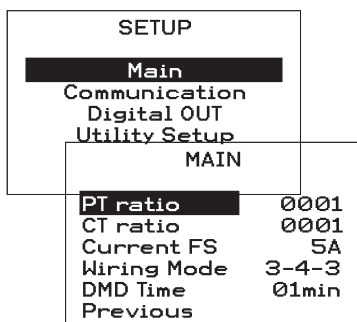 SETUP
Main
Communication
Digital OUT
Utility Setup
MAIN
PT ratio 0001
CT ratio 0001
Current FS 5A
Wiring Mode 3-4-3
DMD Time 01min
Previous